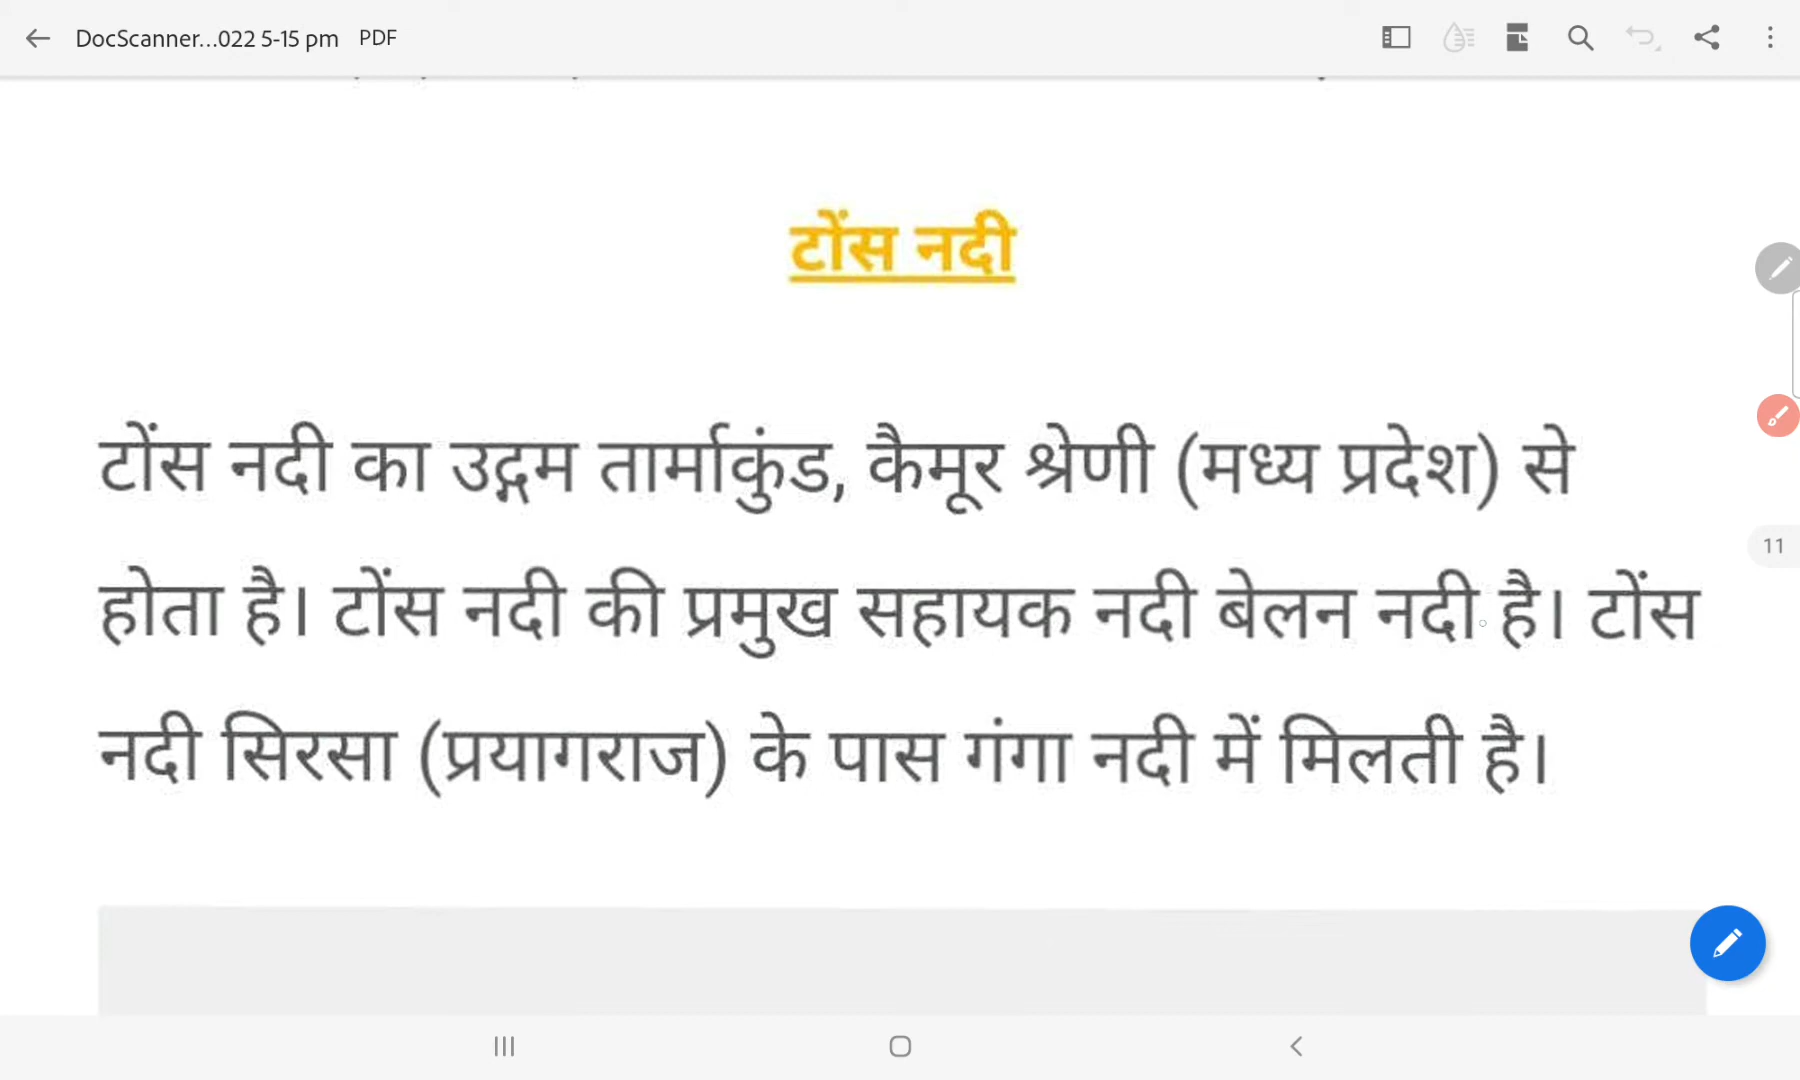 DocScanner...022 5-15 pm PDF
टोंस नदी
टोंस नदी का उद्गम तार्माकुंड, कैमूर श्रेणी (मध्य प्रदेश) से
होता है। टोंस नदी की प्रमुख सहायक नदी बेलन नदी है। टोंस
नदी सिरसा (प्रयागराज) के पास गंगा नदी में मिलती है।
11